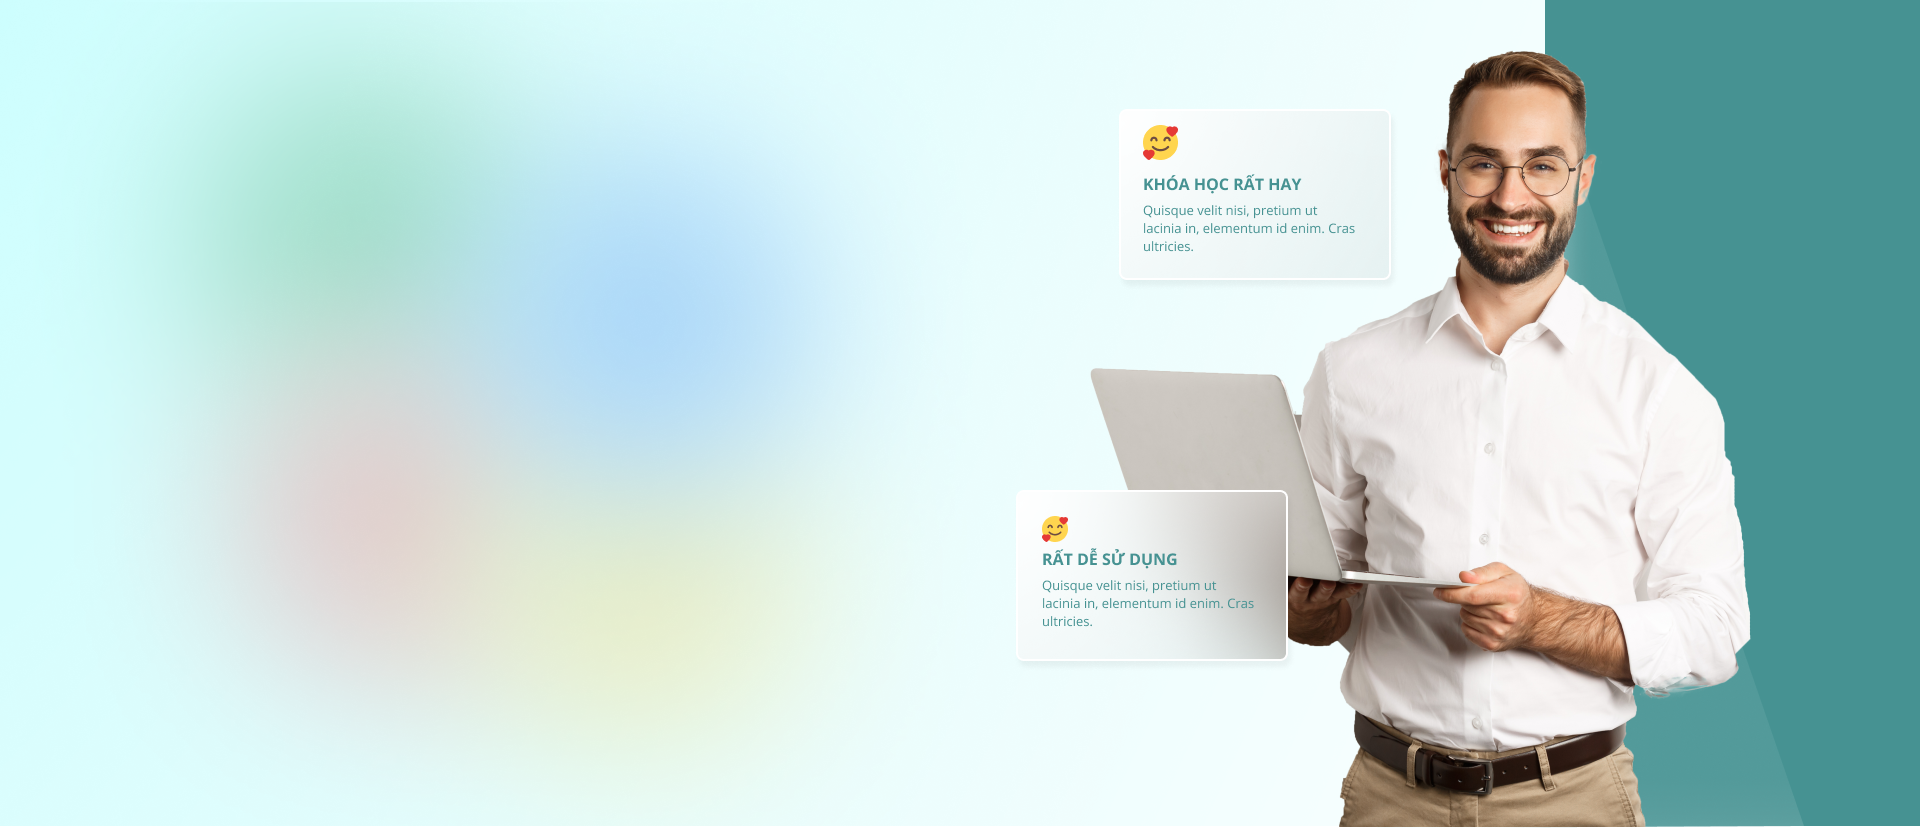 KHÓA HỌC RẤT HAY
Quisque velit nisi, pretium ut
lacinia in, elementum id enim. Cras
ultricies.
RẤT DỄ SỬ DỤNG
Quisque velit nisi, pretium ut
lacinia in, elementum id enim. Cras
ultricies.